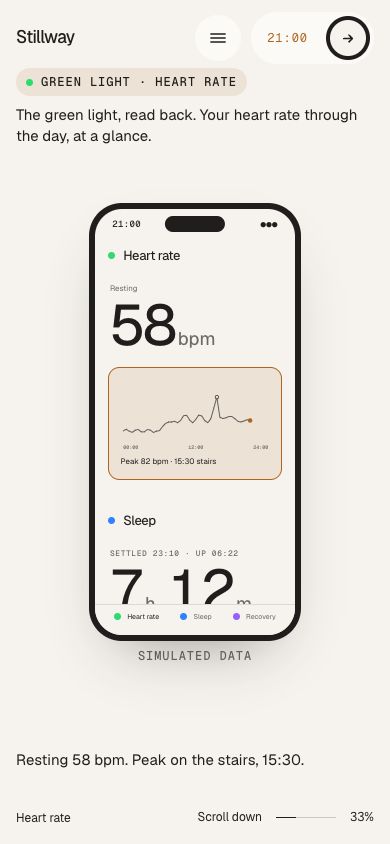 Stillway
21:00
GREEN LIGHT · HEART RATE
The green light, read back. Your heart rate through
the day, at a glance.
21:00
Heart rate
Resting
58 bpm
00:00 12:00 24:00
Peak 82 bpm · 15:30 stairs
Sleep
SETTLED 23:10 · UP 06:22
7h 12m
Heart rate Sleep Recovery
SIMULATED DATA
Resting 58 bpm. Peak on the stairs, 15:30.
Heart rate Scroll down 33%